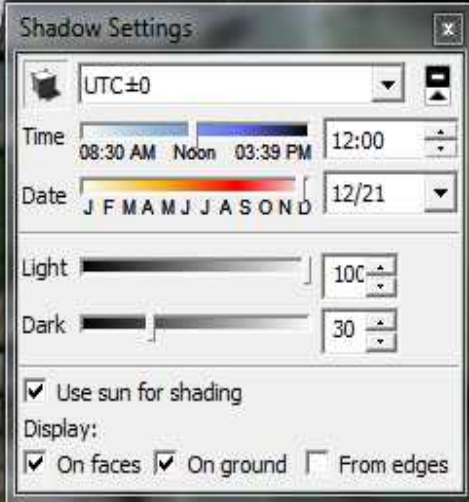 Shadow Settings
UTC±0
Time 08:30 AM Noon 03:39 PM 12:00
Date J F M A M J J A S O N D 12/21
Light 100
Dark 30
Use sun for shading
Display:
On faces On ground From edges